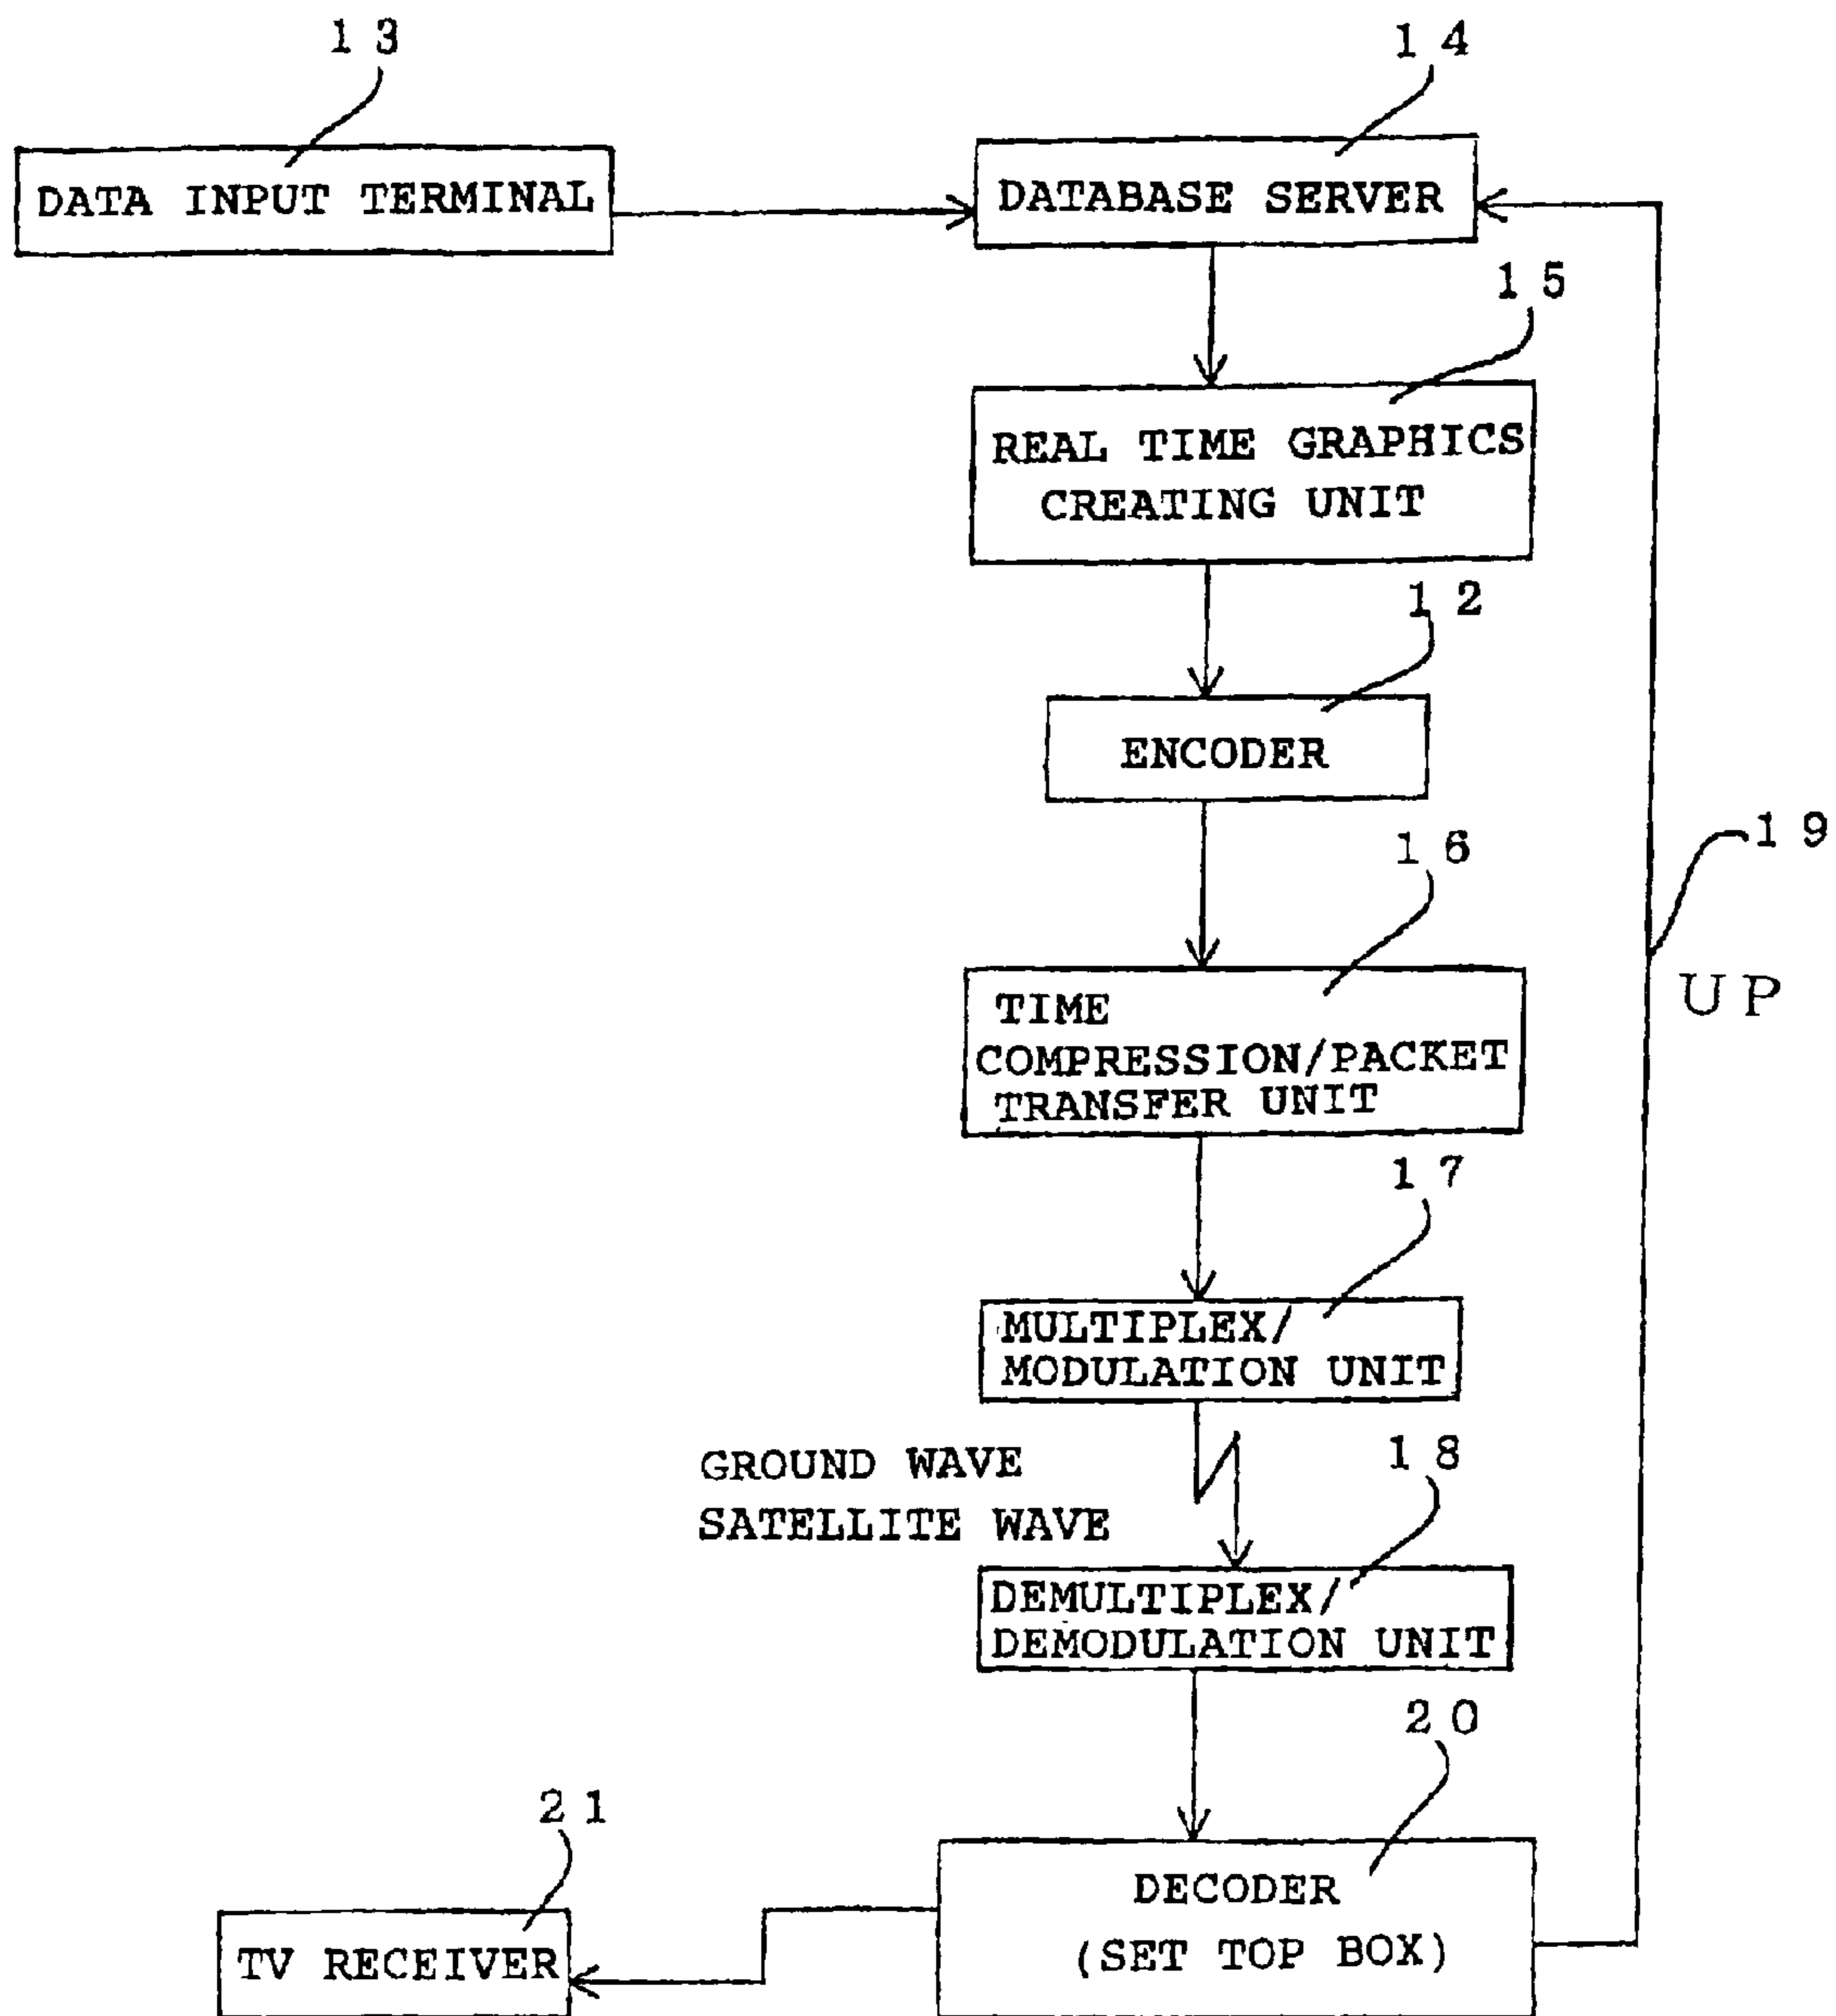 13
14
DATA INPUT TERMINAL
DATABASE SERVER
15
REAL TIME GRAPHICS
CREATING UNIT
12
ENCODER
16
19
UP
TIME
COMPRESSION/PACKET
TRANSFER UNIT
17
MULTIPLEX/
MODULATION UNIT
GROUND WAVE
SATELLITE WAVE
18
DEMULTIPLEX/
DEMODULATION UNIT
20
21
DECODER
(SET TOP BOX)
TV RECEIVER